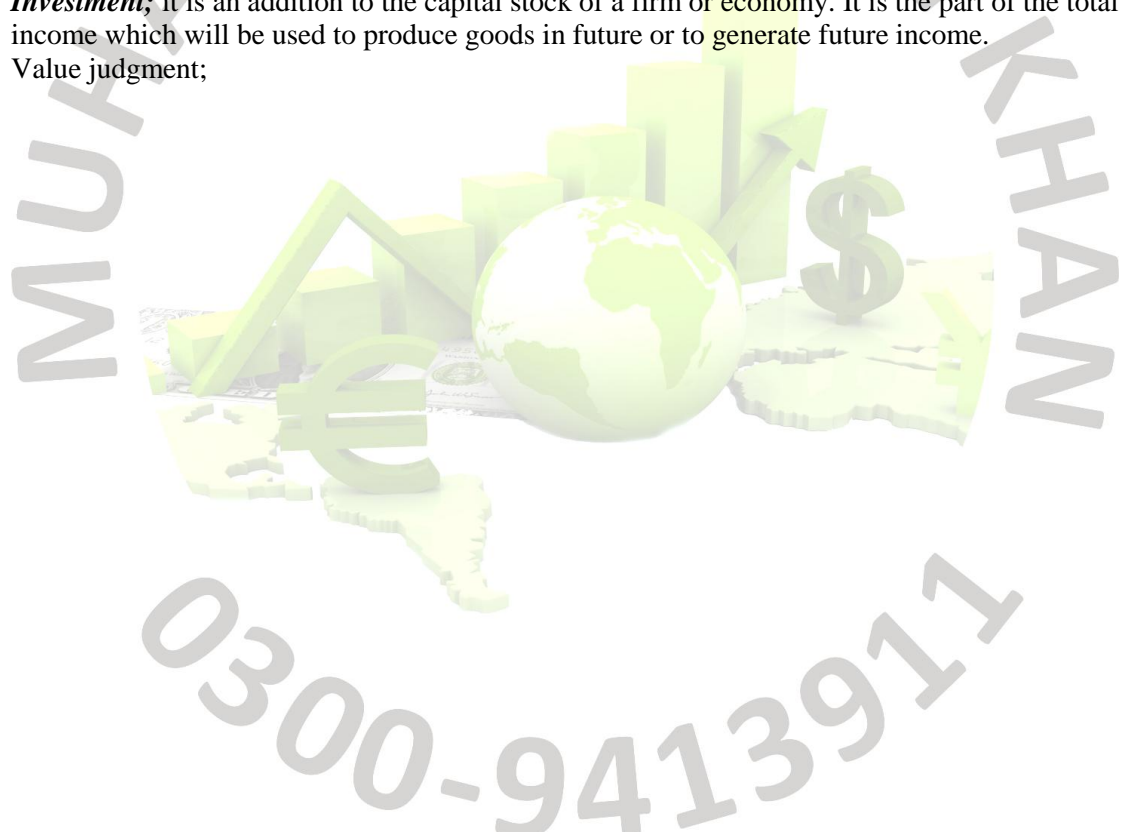 Investment; it is an addition to the capital stock of a firm or economy. It is the part of the total
income which will be used to produce goods in future or to generate future income.
Value judgment;
MUHA
KHAN
$
€
0300-9413911